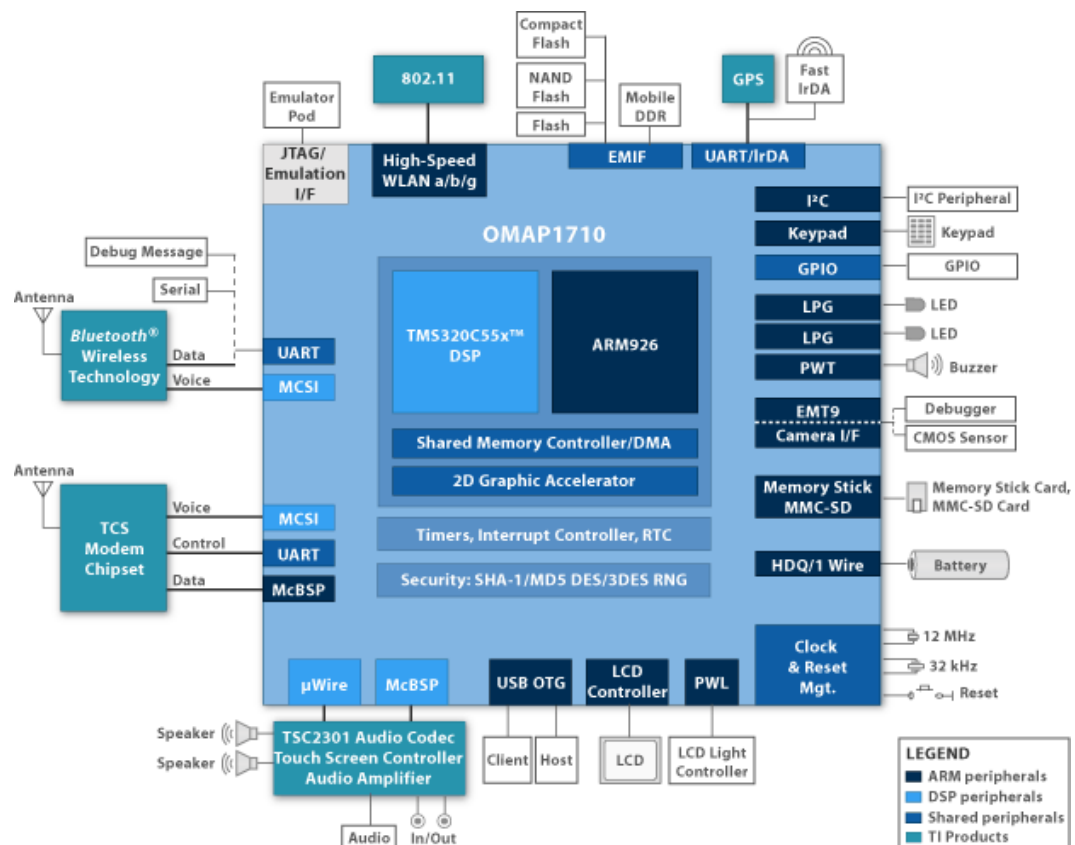 Compact
Flash
NAND
Flash
Flash
802.11
Emulator
Pod
Mobile
DDR
GPS
Fast
IrDA
JTAG/
Emulation
I/F
High-Speed
WLAN a/b/g
EMIF
UART/IrDA
OMAP1710
I²C
I²C Peripheral
Keypad
Keypad
GPIO
GPIO
LPG
LED
LPG
LED
PWT
Buzzer
EMT9
Camera I/F
Debugger
CMOS Sensor
Memory Stick
MMC-SD
Memory Stick Card,
MMC-SD Card
HDQ/1 Wire
Battery
Clock
& Reset
Mgt.
12 MHz
32 kHz
Reset
Debug Message
Serial
Antenna
Bluetooth®
Wireless
Technology
Data
Voice
UART
MCSI
TMS320C55x™
DSP
ARM926
Shared Memory Controller/DMA
2D Graphic Accelerator
Timers, Interrupt Controller, RTC
Security: SHA-1/MD5 DES/3DES RNG
Antenna
TCS
Modem
Chipset
Voice
Control
Data
MCSI
UART
McBSP
µWire
McBSP
USB OTG
LCD
Controller
PWL
Speaker
Speaker
TSC2301 Audio Codec
Touch Screen Controller
Audio Amplifier
Client
Host
LCD
LCD Light
Controller
Audio
In/Out
LEGEND
ARM peripherals
DSP peripherals
Shared peripherals
TI Products